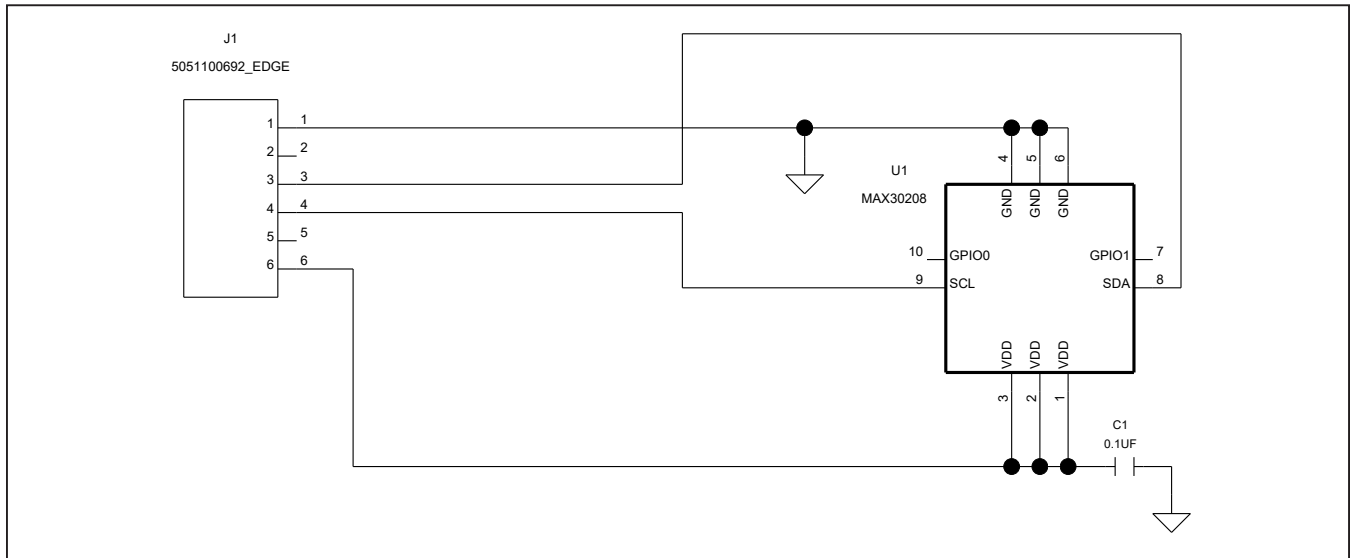 J1
5051100692_EDGE
1 1
2 2
3 3
4 4
5 5
6 6
U1
MAX30208
4 5 6
GND GND GND
10 GPIO0 GPIO1 7
9 SCL SDA 8
VDD VDD VDD
3 2 1
C1
0.1UF